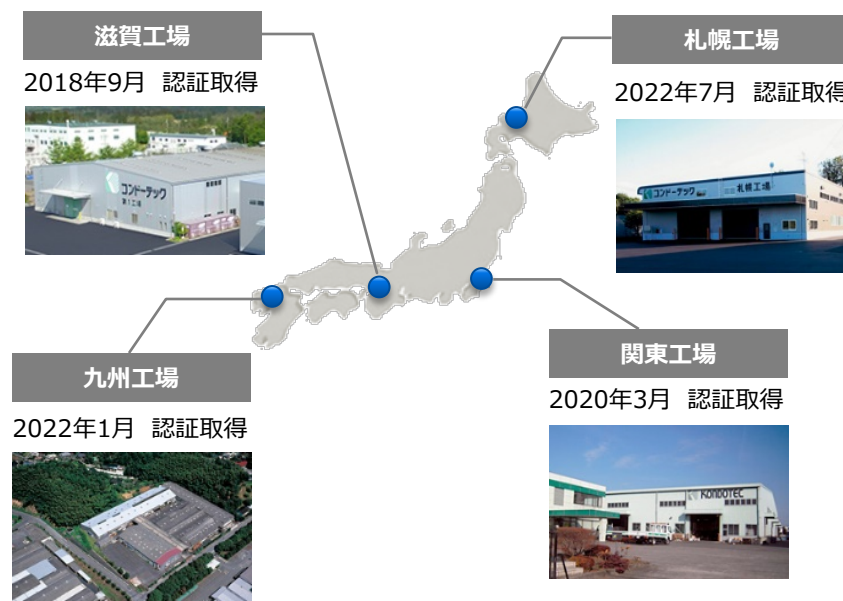 滋賀工場
2018年9月 認証取得
コンドーテック
第1工場
札幌工場
2022年7月 認証取得
コンドーテック
札幌工場
九州工場
2022年1月 認証取得
関東工場
2020年3月 認証取得
KONDOTEC